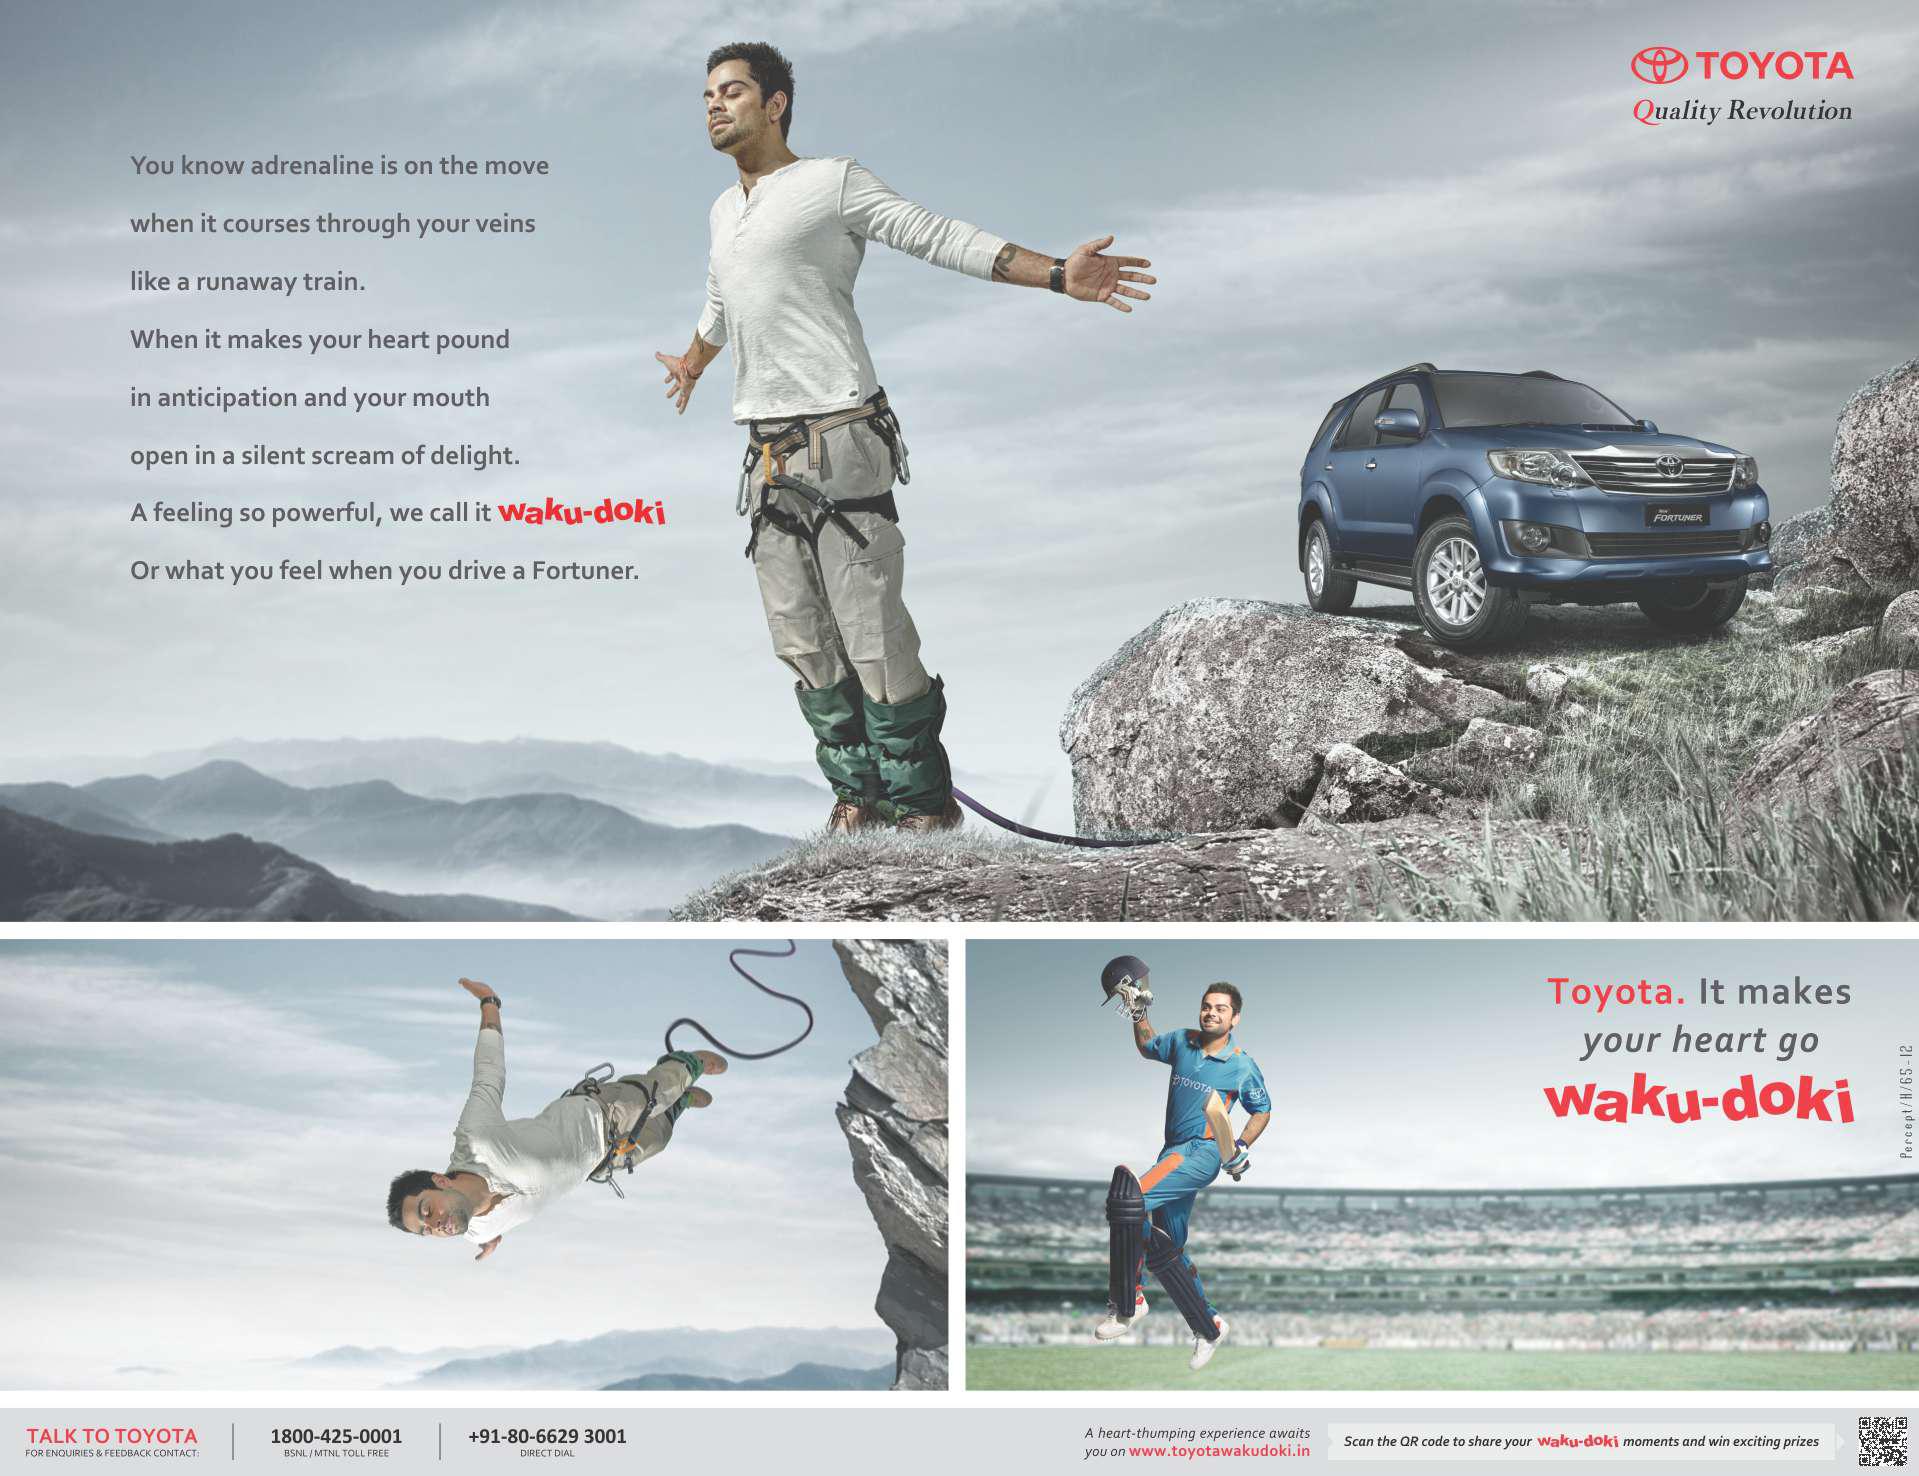 TOYOTA
Quality Revolution
You know adrenaline is on the move
when it courses through your veins
like a runaway train.
When it makes your heart pound
in anticipation and your mouth
open in a silent scream of delight.
A feeling so powerful, we call it waku-doki
Or what you feel when you drive a Fortuner.
New
FORTUNER
Toyota. It makes
your heart go
waku-doki
TOYOTA
Percept/H/65-12
TALK TO TOYOTA
FOR ENQUIRIES & FEEDBACK CONTACT:
1800-425-0001
BSNL / MTNL TOLL FREE
+91-80-6629 3001
DIRECT DIAL
A heart-thumping experience awaits
you on www.toyotawakudoki.in
Scan the QR code to share your waku-doki moments and win exciting prizes